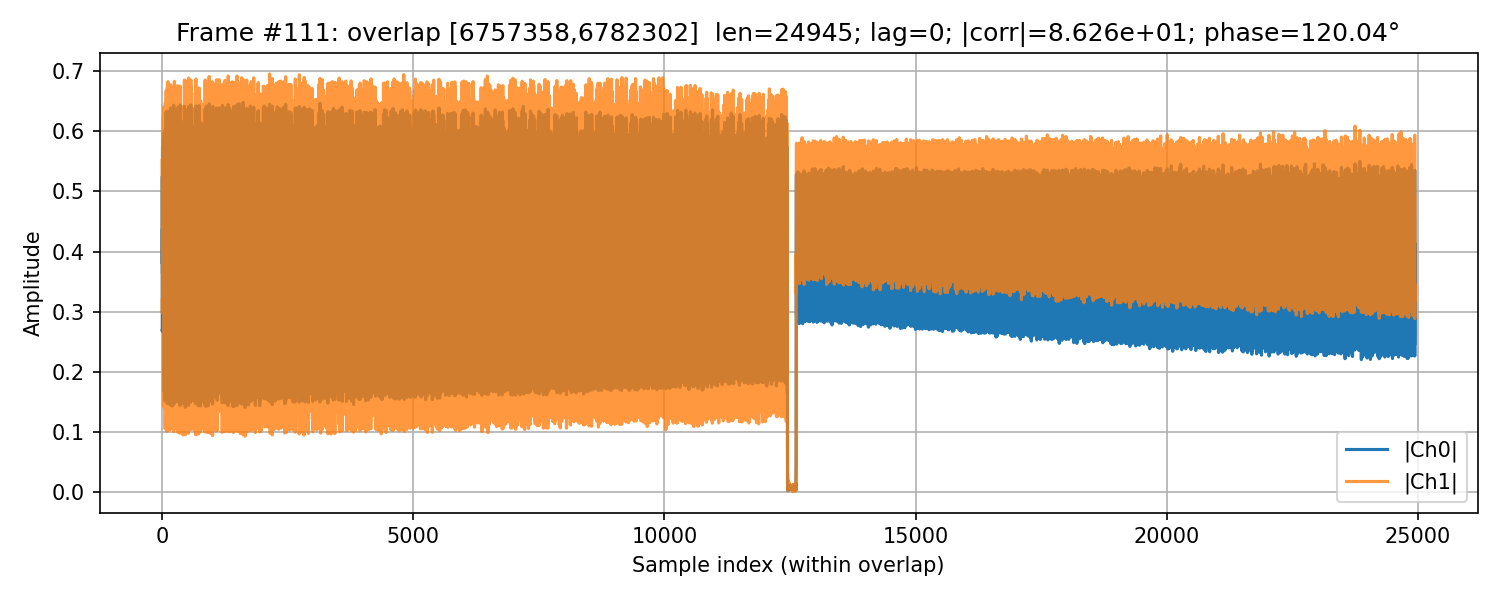 Frame #111: overlap [6757358,6782302]  len=24945; lag=0; |corr|=8.626e+01; phase=120.04°
Amplitude
0.7
0.6
0.5
0.4
0.3
0.2
0.1
0.0
|Ch0|
|Ch1|
0 5000 10000 15000 20000 25000
Sample index (within overlap)